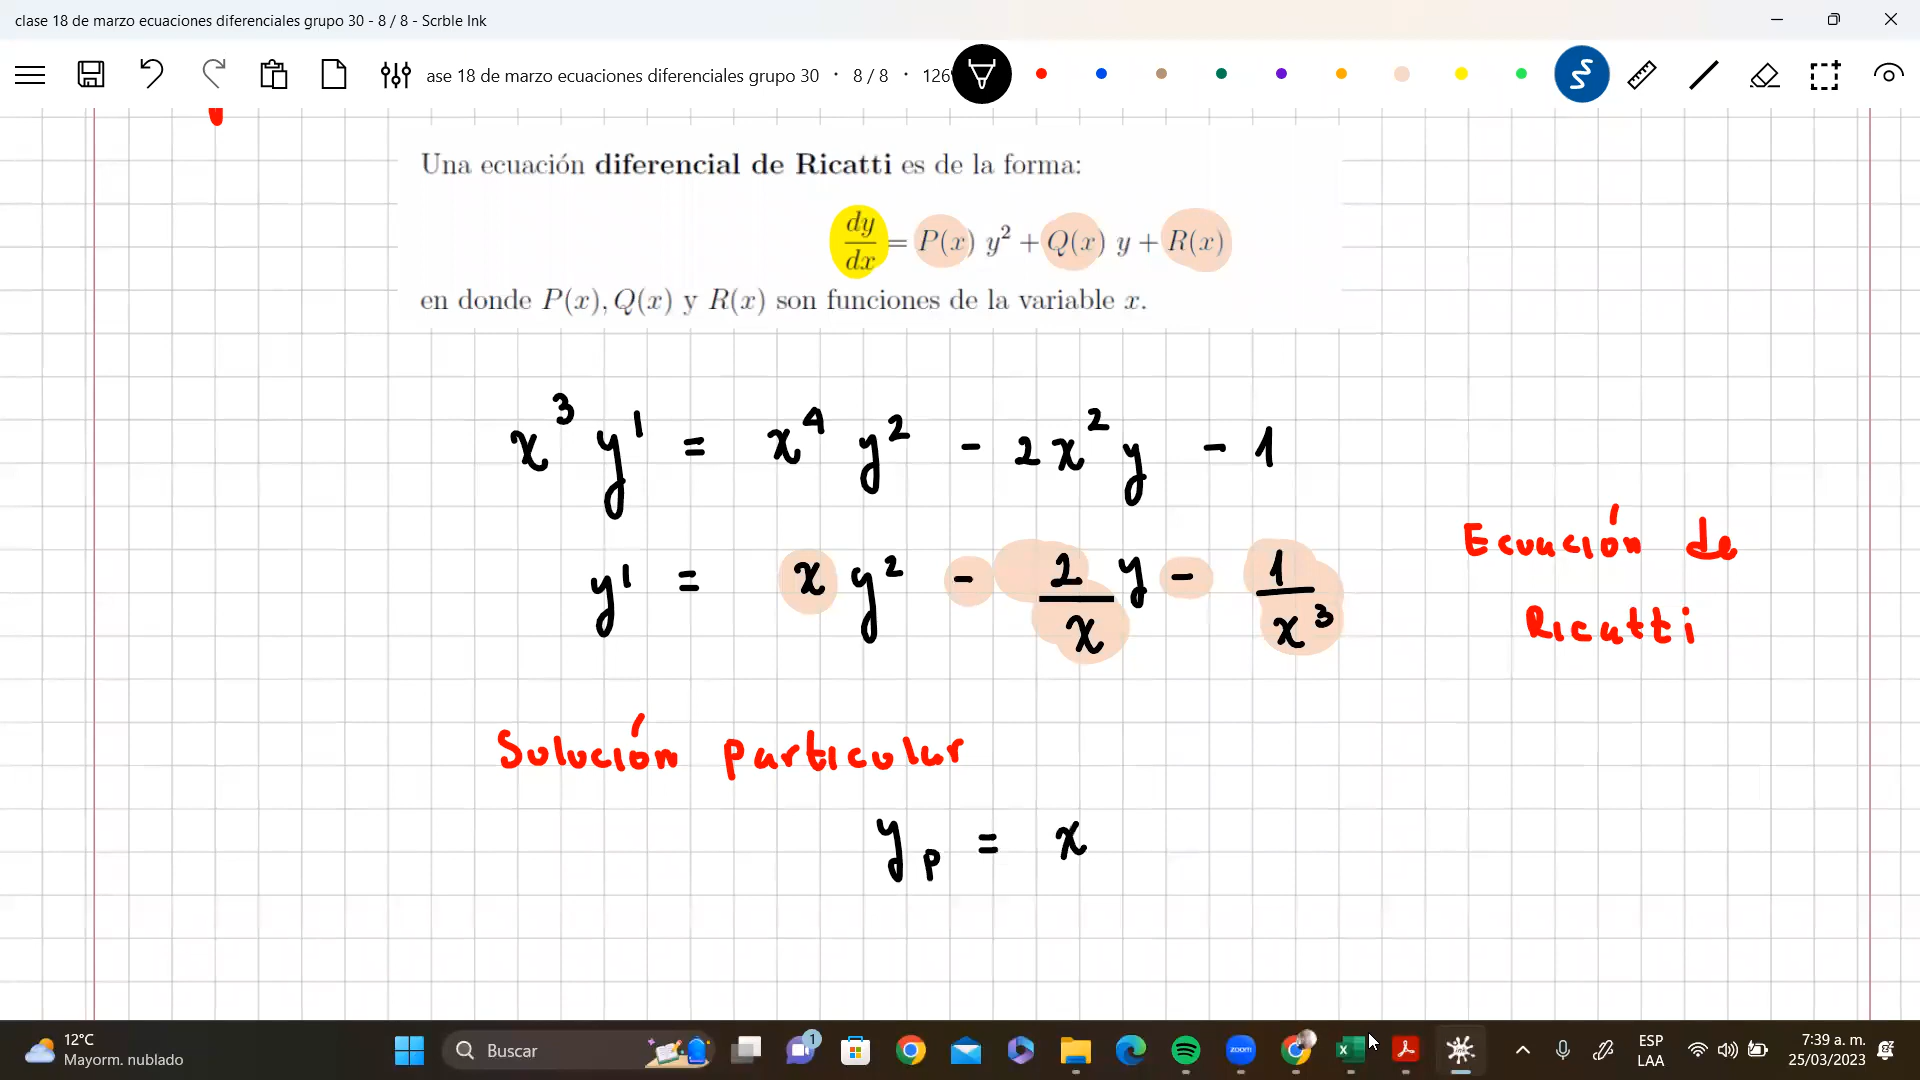 clase 18 de marzo ecuaciones diferenciales grupo 30 - 8 / 8 - Scrble Ink
ase 18 de marzo ecuaciones diferenciales grupo 30 · 8 / 8 · 126
Una ecuación diferencial de Ricatti es de la forma:
dy/dx = P(x) y² + Q(x) y + R(x)
en donde P(x), Q(x) y R(x) son funciones de la variable x.
x³ y' = x⁴ y² - 2x² y - 1
y' = x y² - 2/x y - 1/x³
Ecuación de
Ricatti
Solución particular
y_p = x
12°C
Mayorm. nublado
Buscar
1
zoom
ESP
LAA
7:39 a. m.
25/03/2023